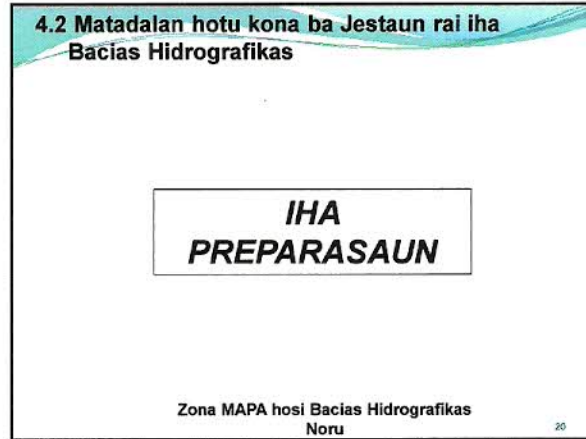 4.2 Matadalan hotu kona ba Jestaun rai iha
Bacias Hidrografikas
IHA
PREPARASAUN
Zona MAPA hosi Bacias Hidrografikas
Noru
20